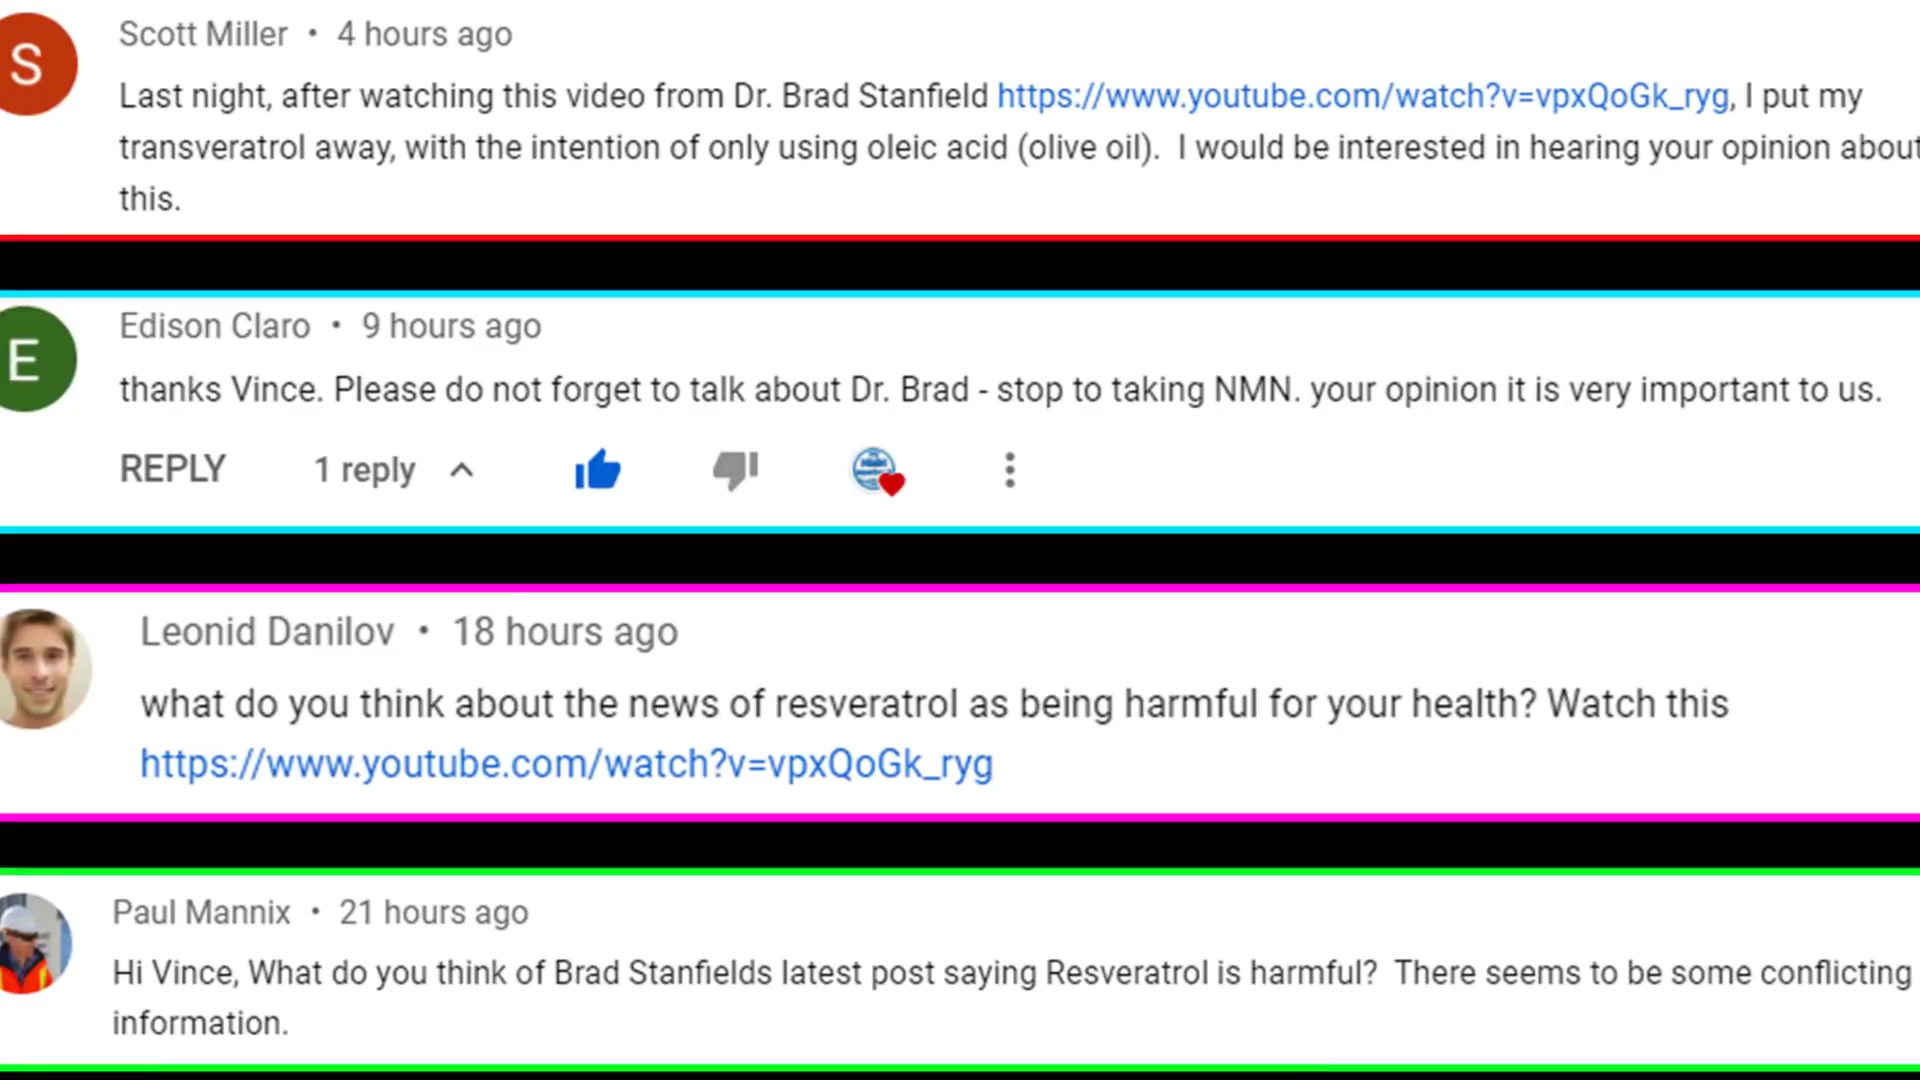 S
Scott Miller • 4 hours ago
Last night, after watching this video from Dr. Brad Stanfield https://www.youtube.com/watch?v=vpxQoGk_ryg, I put my
transveratrol away, with the intention of only using oleic acid (olive oil).  I would be interested in hearing your opinion about
this.
E
Edison Claro • 9 hours ago
thanks Vince. Please do not forget to talk about Dr. Brad - stop to taking NMN. your opinion it is very important to us.
REPLY 1 reply
Leonid Danilov • 18 hours ago
what do you think about the news of resveratrol as being harmful for your health? Watch this
https://www.youtube.com/watch?v=vpxQoGk_ryg
Paul Mannix • 21 hours ago
Hi Vince, What do you think of Brad Stanfields latest post saying Resveratrol is harmful?  There seems to be some conflicting
information.